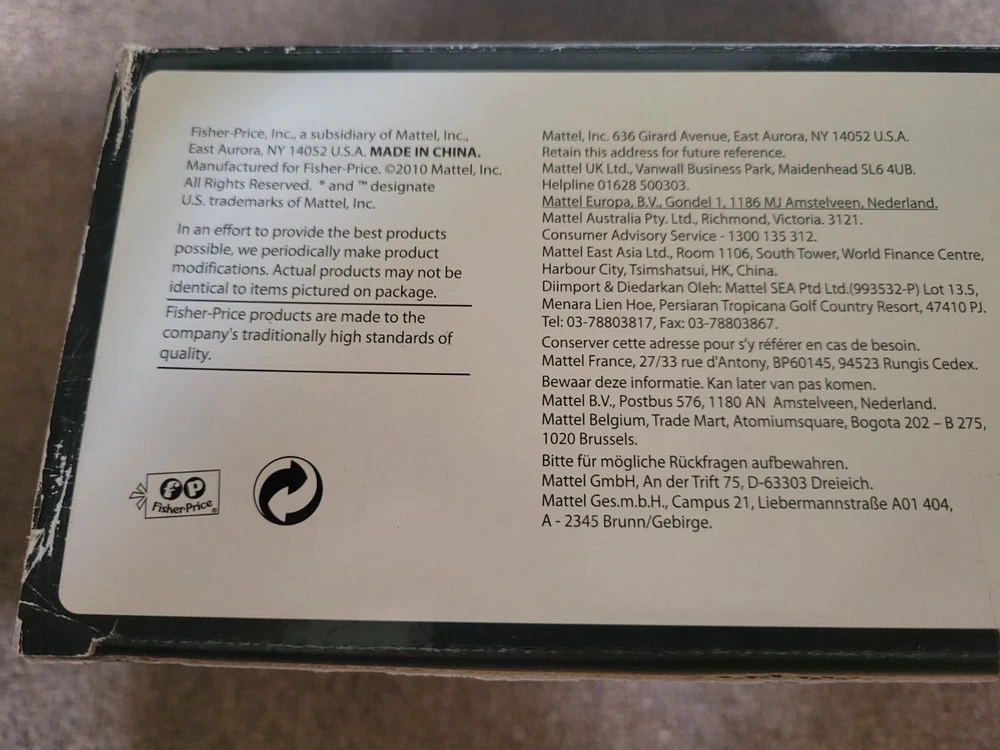 Fisher-Price, Inc., a subsidiary of Mattel, Inc.,
East Aurora, NY 14052 U.S.A. MADE IN CHINA.
Manufactured for Fisher-Price. ©2010 Mattel, Inc.
All Rights Reserved. ® and ™ designate
U.S. trademarks of Mattel, Inc.
In an effort to provide the best products
possible, we periodically make product
modifications. Actual products may not be
identical to items pictured on package.
Fisher-Price products are made to the
company's traditionally high standards of
quality.
fp
Fisher-Price®
Mattel, Inc. 636 Girard Avenue, East Aurora, NY 14052 U.S.A.
Retain this address for future reference.
Mattel UK Ltd., Vanwall Business Park, Maidenhead SL6 4UB.
Helpline 01628 500303.
Mattel Europa, B.V., Gondel 1, 1186 MJ Amstelveen, Nederland.
Mattel Australia Pty. Ltd., Richmond, Victoria. 3121.
Consumer Advisory Service - 1300 135 312.
Mattel East Asia Ltd., Room 1106, South Tower, World Finance Centre,
Harbour City, Tsimshatsui, HK, China.
Diimport & Diedarkan Oleh: Mattel SEA Ptd Ltd.(993532-P) Lot 13.5,
Menara Lien Hoe, Persiaran Tropicana Golf Country Resort, 47410 PJ.
Tel: 03-78803817, Fax: 03-78803867.
Conserver cette adresse pour s'y référer en cas de besoin.
Mattel France, 27/33 rue d'Antony, BP60145, 94523 Rungis Cedex.
Bewaar deze informatie. Kan later van pas komen.
Mattel B.V., Postbus 576, 1180 AN Amstelveen, Nederland.
Mattel Belgium, Trade Mart, Atomiumsquare, Bogota 202 – B 275,
1020 Brussels.
Bitte für mögliche Rückfragen aufbewahren.
Mattel GmbH, An der Trift 75, D-63303 Dreieich.
Mattel Ges.m.b.H., Campus 21, Liebermannstraße A01 404,
A - 2345 Brunn/Gebirge.